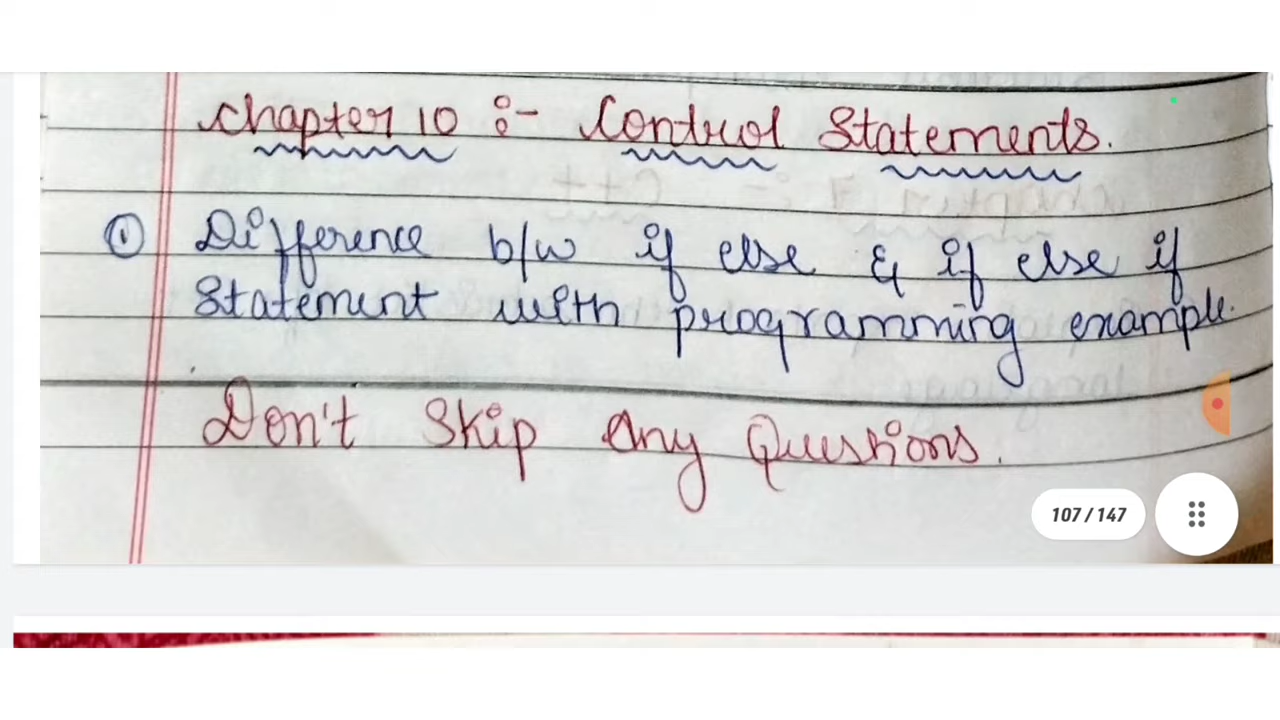 Chapter 10 :- Control Statements.
① Difference b/w if else & if else if
Statement with programming example.
Don't Skip Any Questions.
107 / 147